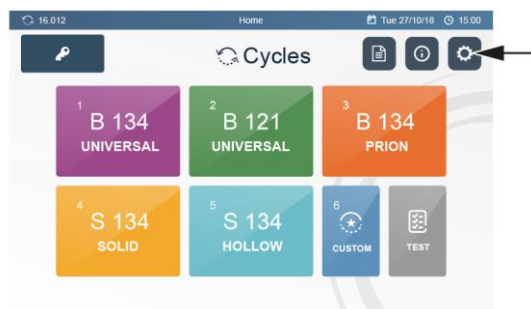 16.012 Home Tue 27/10/18 15:00
Cycles
1
B 134
UNIVERSAL
2
B 121
UNIVERSAL
3
B 134
PRION
4
S 134
SOLID
5
S 134
HOLLOW
6
CUSTOM
TEST